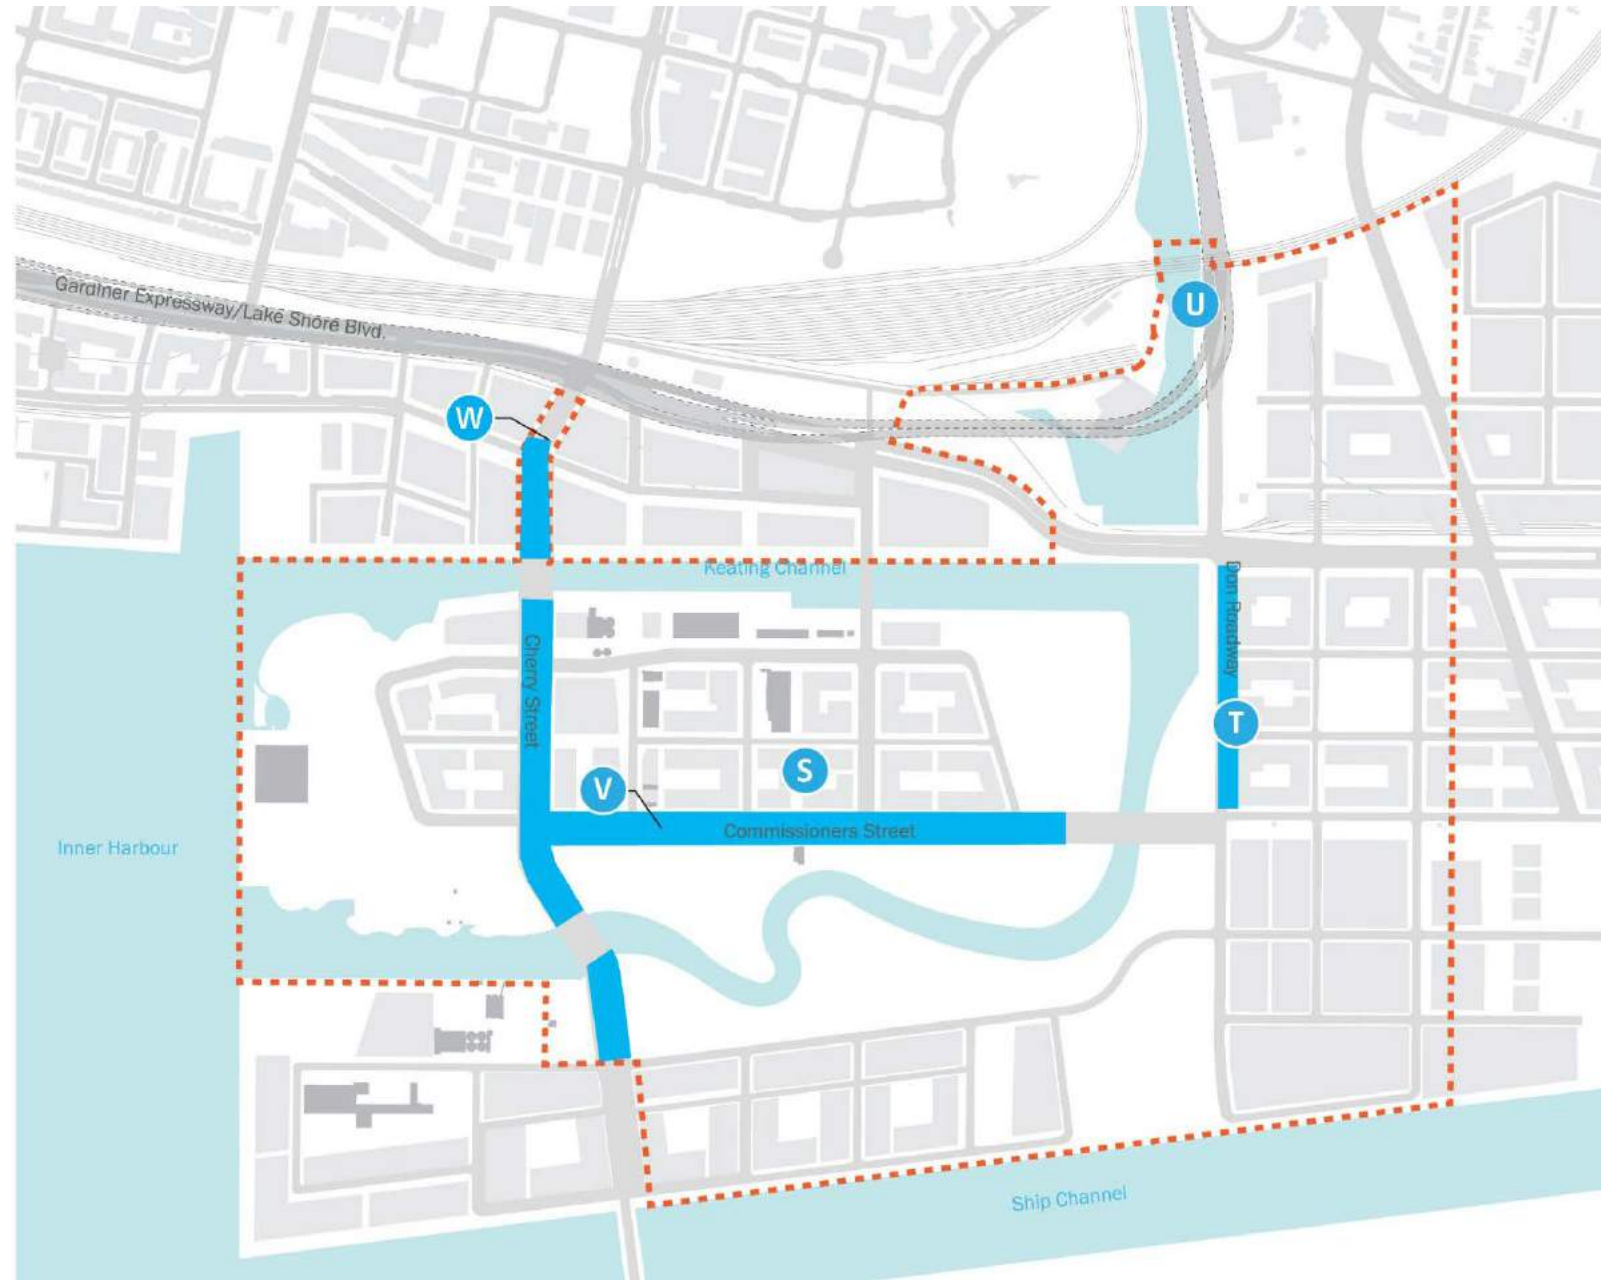 U
Gardiner Expressway/Lake Shore Blvd.
W
Keating Channel
Don Roadway
Cherry Street
T
S
V
Commissioners Street
Inner Harbour
Ship Channel